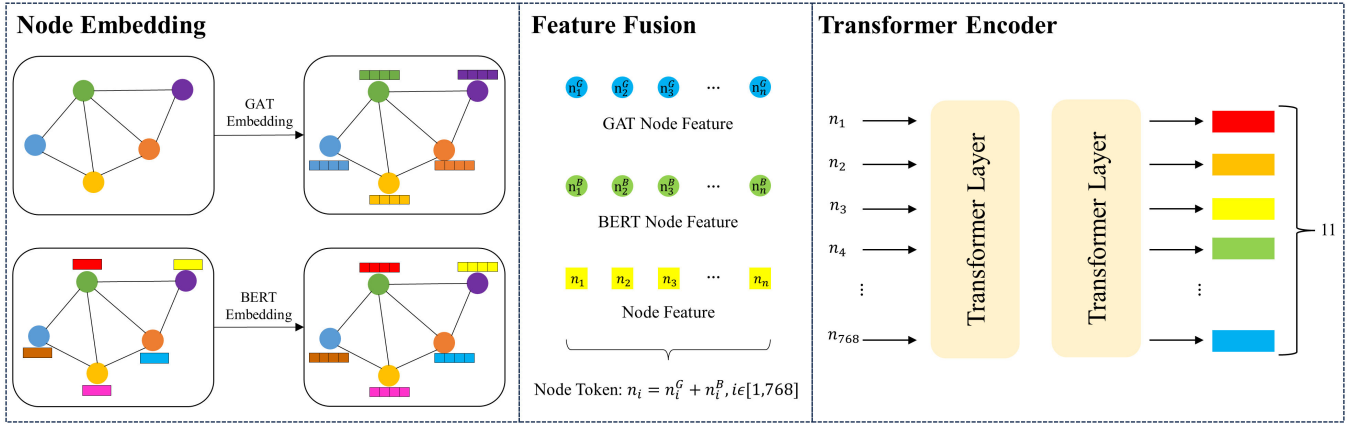 Node Embedding
GAT
Embedding
BERT
Embedding
Feature Fusion
n₁ᴳ n₂ᴳ n₃ᴳ ... nₙᴳ
GAT Node Feature
n₁ᴮ n₂ᴮ n₃ᴮ ... nₙᴮ
BERT Node Feature
n₁ n₂ n₃ ... nₙ
Node Feature
Node Token: nᵢ = nᵢᴳ + nᵢᴮ, iϵ[1,768]
Transformer Encoder
n₁
n₂
n₃
n₄
⋮
n₇₆₈
Transformer Layer
Transformer Layer
⋮
11